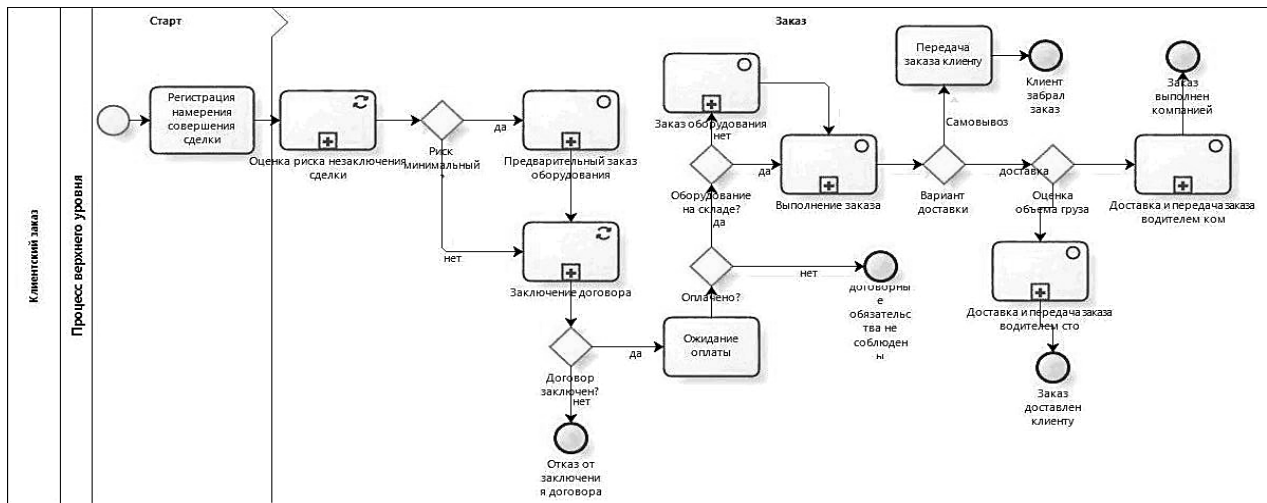 Старт
Заказ
Клиентский заказ
Процесс верхнего уровня
Регистрация
намерения
совершения
сделки
Оценка риска незаключения
сделки
Риск
минимальный
да
нет
Предварительный заказ
оборудования
Заключение договора
Договор
заключен?
да
нет
Отказ от
заключени
я договора
Ожидание
оплаты
Оплачено?
нет
да
договорны
е
обязательс
тва не
соблюден
ы
Оборудование
на складе?
нет
да
Заказ оборудования
Выполнение заказа
Вариант
доставки
Самовывоз
Передача
заказа клиенту
Клиент
забрал
заказ
доставка
Оценка
объема груза
Доставка и передача заказа
водителем ком
Заказ
выполнен
компанией
Доставка и передача заказа
водителем сто
Заказ
доставлен
клиенту